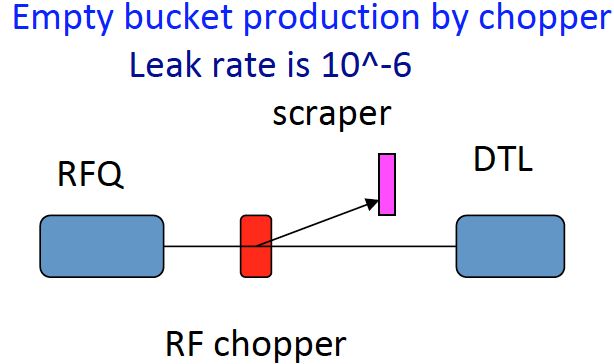 Empty bucket production by chopper
Leak rate is 10^-6
scraper
RFQ
DTL
RF chopper